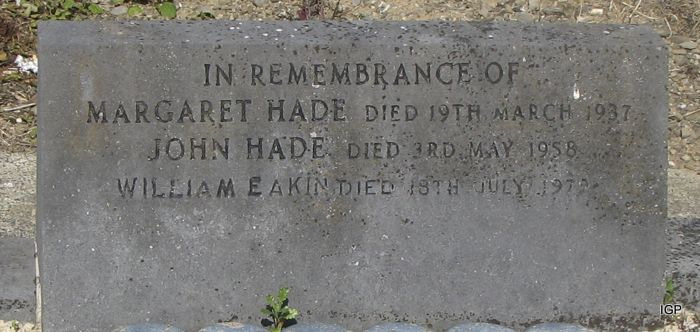 IN REMEMBRANCE OF
MARGARET HADE DIED 19TH MARCH 1937
JOHN HADE DIED 3RD MAY 1958
WILLIAM EAKIN DIED 18TH JULY
IGP